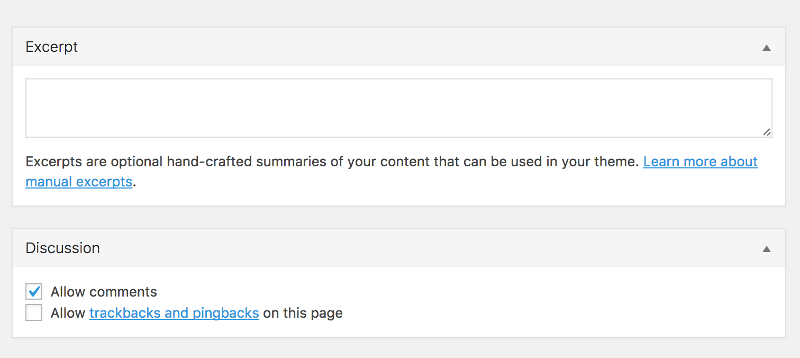 Excerpt
Excerpts are optional hand-crafted summaries of your content that can be used in your theme. Learn more about
manual excerpts.
Discussion
Allow comments
Allow trackbacks and pingbacks on this page